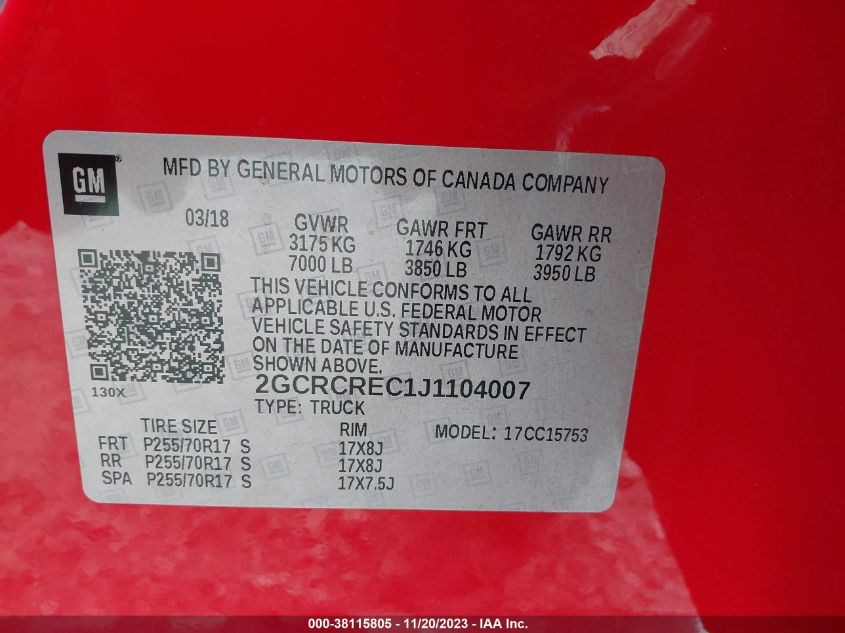 GM®
MFD BY GENERAL MOTORS OF CANADA COMPANY
03/18 GVWR GAWR FRT GAWR RR
3175 KG 1746 KG 1792 KG
7000 LB 3850 LB 3950 LB
THIS VEHICLE CONFORMS TO ALL
APPLICABLE U.S. FEDERAL MOTOR
VEHICLE SAFETY STANDARDS IN EFFECT
ON THE DATE OF MANUFACTURE
SHOWN ABOVE.
130X
2GCRCREC1J1104007
TYPE: TRUCK
TIRE SIZE RIM MODEL: 17CC15753
FRT P255/70R17 S 17X8J
RR P255/70R17 S 17X8J
SPA P255/70R17 S 17X7.5J
000-38115805 - 11/20/2023 - IAA Inc.